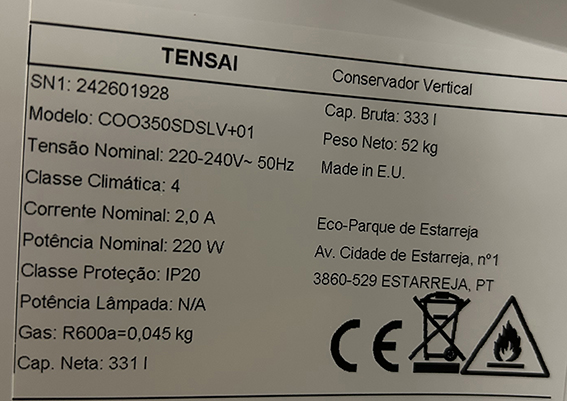 TENSAI
SN1: 242601928
Modelo: COO350SDSLV+01
Tensão Nominal: 220-240V~ 50Hz
Classe Climática: 4
Corrente Nominal: 2,0 A
Potência Nominal: 220 W
Classe Proteção: IP20
Potência Lâmpada: N/A
Gas: R600a=0,045 kg
Cap. Neta: 331 l
Conservador Vertical
Cap. Bruta: 333 l
Peso Neto: 52 kg
Made in E.U.
Eco-Parque de Estarreja
Av. Cidade de Estarreja, nº1
3860-529 ESTARREJA, PT
CE